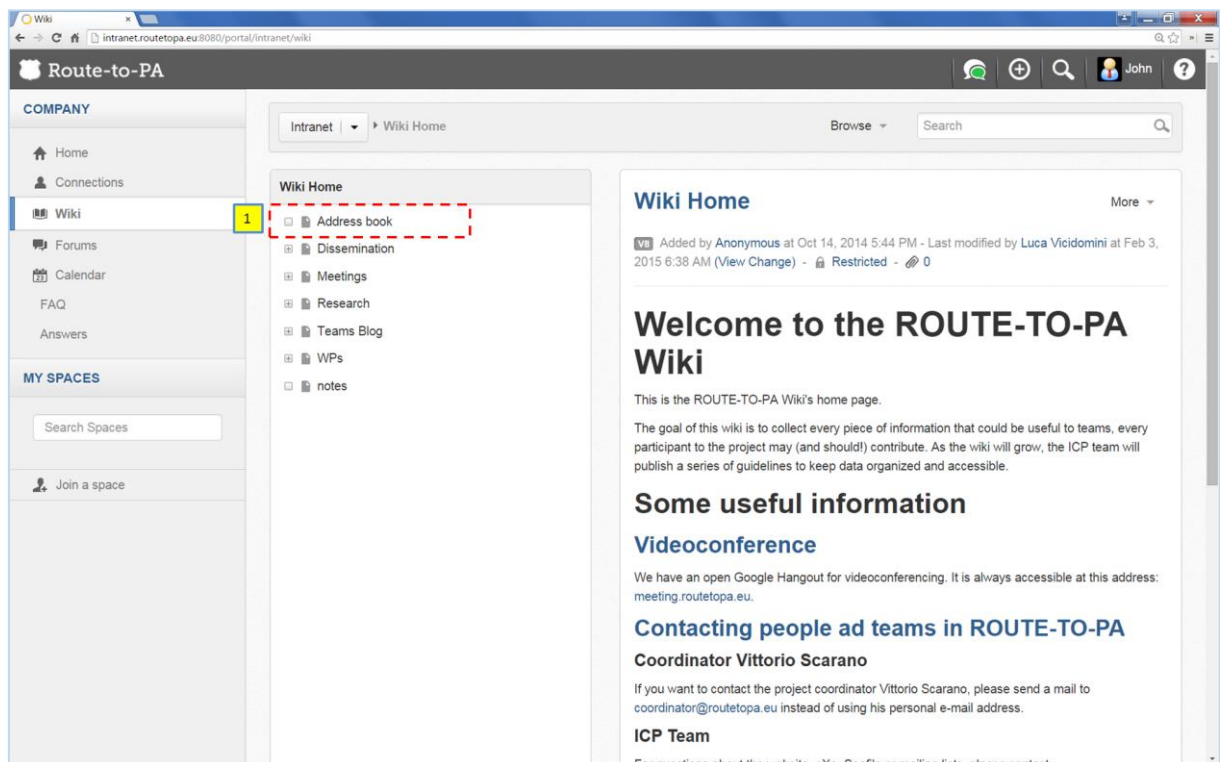 Wiki
intranet.routetopa.eu:8080/portal/intranet/wiki
Route-to-PA
John
?
COMPANY
Home
Connections
Wiki
Forums
Calendar
FAQ
Answers
MY SPACES
Search Spaces
Join a space
Intranet
Wiki Home
Browse
Search
Wiki Home
1
Address book
Dissemination
Meetings
Research
Teams Blog
WPs
notes
Wiki Home
More
V8 Added by Anonymous at Oct 14, 2014 5:44 PM - Last modified by Luca Vicidomini at Feb 3,
2015 6:38 AM (View Change) - Restricted - 0
Welcome to the ROUTE-TO-PA
Wiki
This is the ROUTE-TO-PA Wiki's home page.
The goal of this wiki is to collect every piece of information that could be useful to teams, every
participant to the project may (and should!) contribute. As the wiki will grow, the ICP team will
publish a series of guidelines to keep data organized and accessible.
Some useful information
Videoconference
We have an open Google Hangout for videoconferencing. It is always accessible at this address:
meeting.routetopa.eu.
Contacting people ad teams in ROUTE-TO-PA
Coordinator Vittorio Scarano
If you want to contact the project coordinator Vittorio Scarano, please send a mail to
coordinator@routetopa.eu instead of using his personal e-mail address.
ICP Team